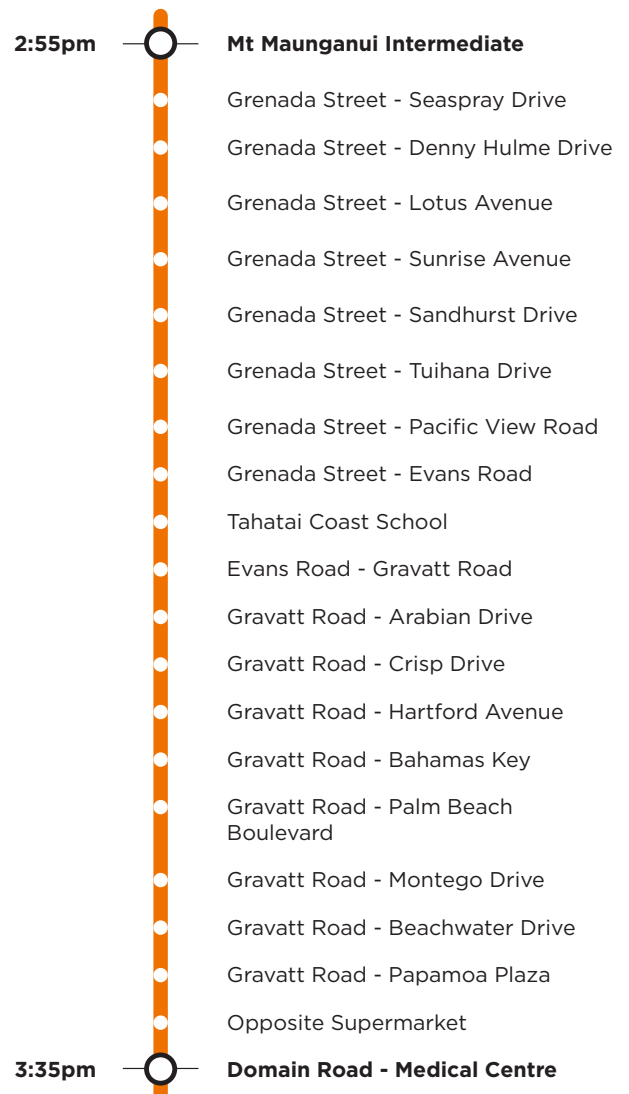 2:55pm Mt Maunganui Intermediate
Grenada Street - Seaspray Drive
Grenada Street - Denny Hulme Drive
Grenada Street - Lotus Avenue
Grenada Street - Sunrise Avenue
Grenada Street - Sandhurst Drive
Grenada Street - Tuihana Drive
Grenada Street - Pacific View Road
Grenada Street - Evans Road
Tahatai Coast School
Evans Road - Gravatt Road
Gravatt Road - Arabian Drive
Gravatt Road - Crisp Drive
Gravatt Road - Hartford Avenue
Gravatt Road - Bahamas Key
Gravatt Road - Palm Beach
Boulevard
Gravatt Road - Montego Drive
Gravatt Road - Beachwater Drive
Gravatt Road - Papamoa Plaza
Opposite Supermarket
3:35pm Domain Road - Medical Centre